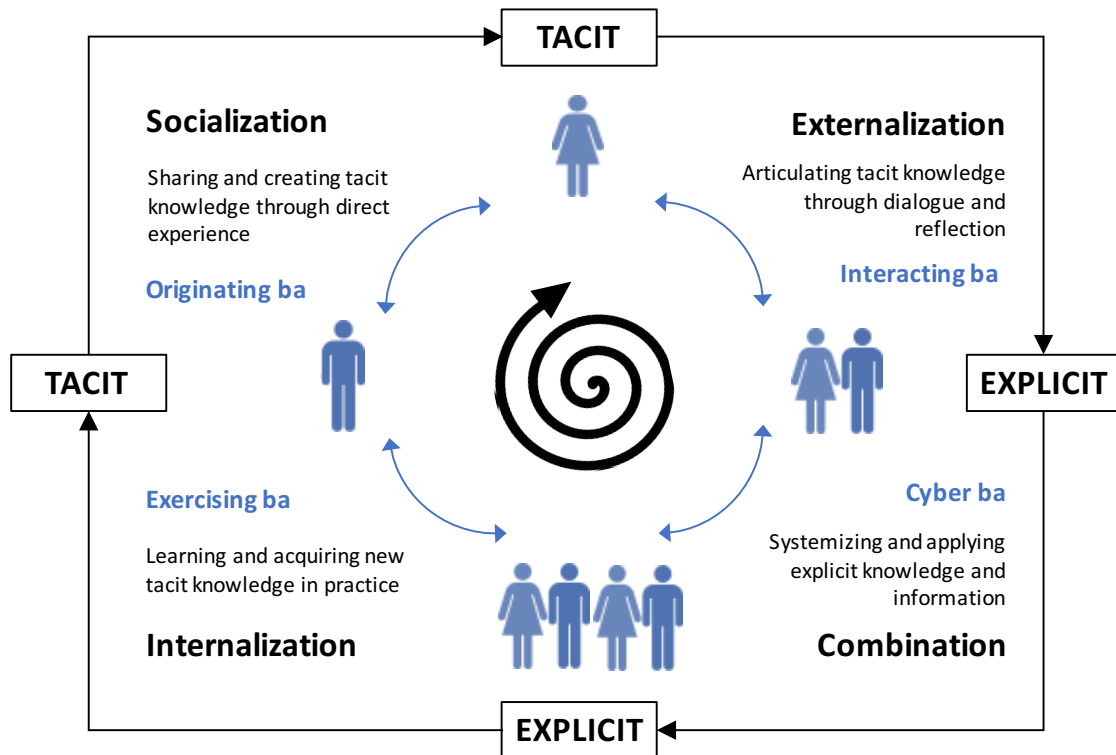 TACIT
Socialization
Sharing and creating tacit
knowledge through direct
experience
Originating ba
Externalization
Articulating tacit knowledge
through dialogue and
reflection
Interacting ba
TACIT
EXPLICIT
Exercising ba
Learning and acquiring new
tacit knowledge in practice
Internalization
Cyber ba
Systemizing and applying
explicit knowledge and
information
Combination
EXPLICIT